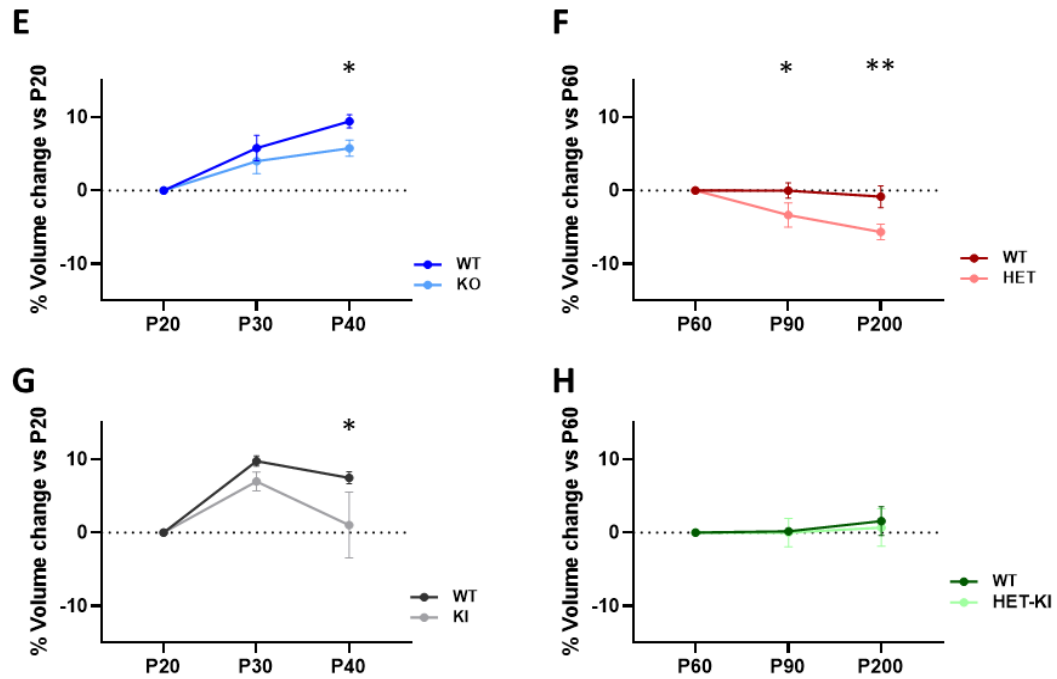 E
% Volume change vs P20
*
10
0
-10
WT
KO
P20 P30 P40
F
% Volume change vs P60
* **
10
0
-10
WT
HET
P60 P90 P200
G
% Volume change vs P20
*
10
0
-10
WT
KI
P20 P30 P40
H
% Volume change vs P60
10
0
-10
WT
HET-KI
P60 P90 P200